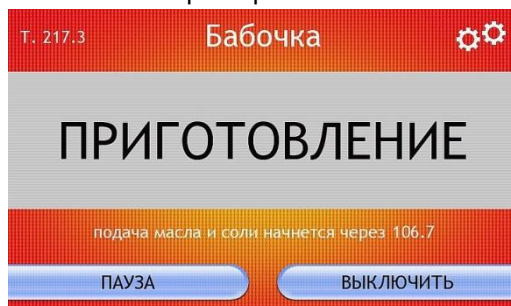 Т. 217.3
Бабочка
ПРИГОТОВЛЕНИЕ
подача масла и соли начнется через 106.7
ПАУЗА
ВЫКЛЮЧИТЬ